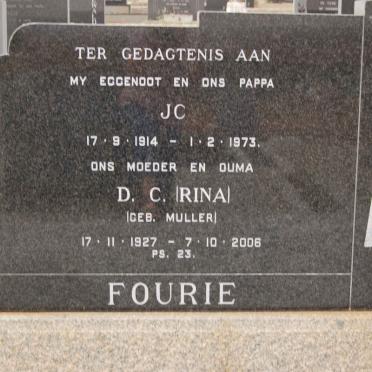 TER GEDAGTENIS AAN
MY EGGENOOT EN ONS PAPPA
JC
17 · 9 · 1914 - 1 · 2 · 1973.
ONS MOEDER EN OUMA
D. C. |RINA|
|GEB. MULLER|
17 · 11 · 1927 - 7 · 10 · 2006
PS. 23.
FOURIE